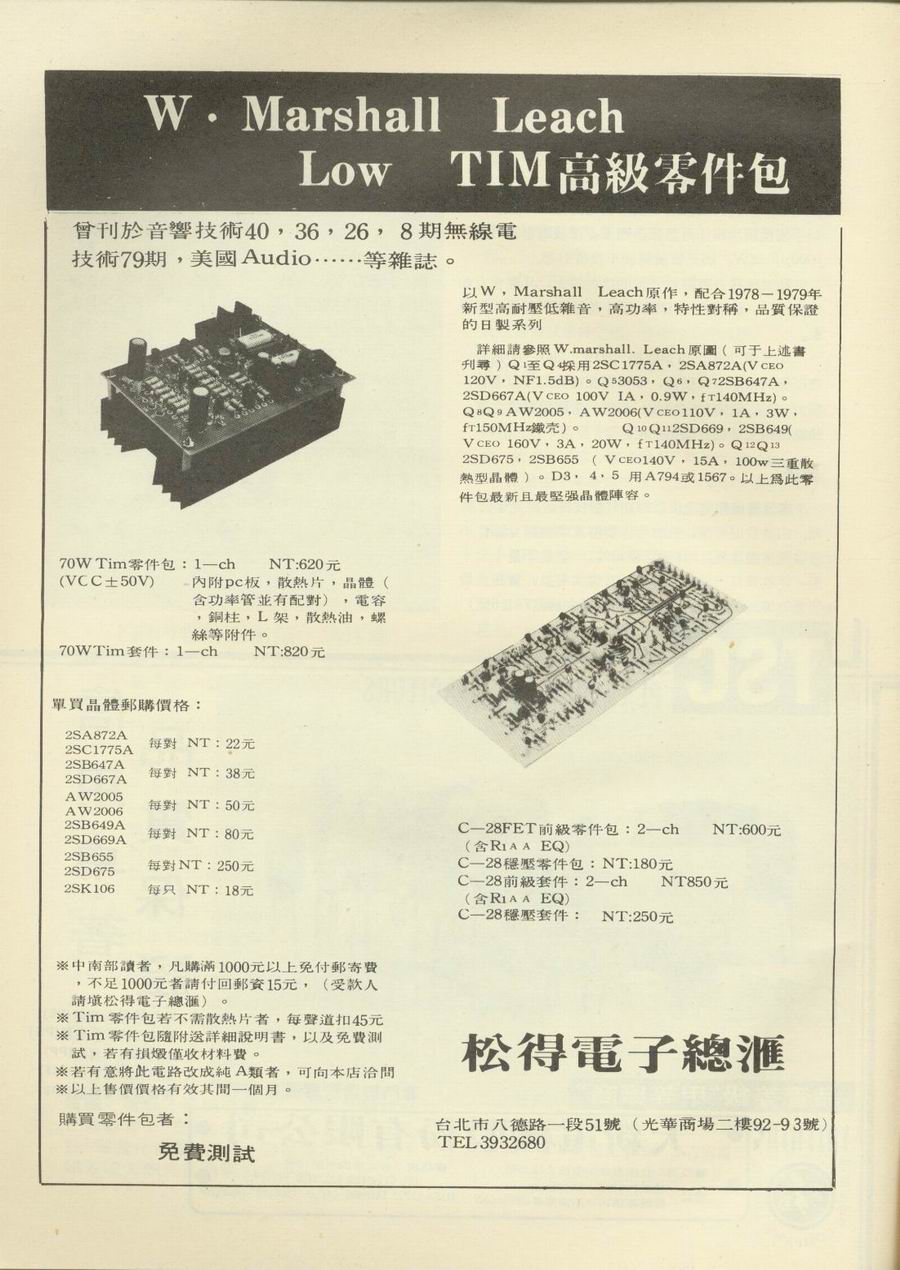 W · Marshall Leach
Low TIM高級零件包
曾刊於音響技術40，36，26，8期無線電
技術79期，美國Audio……等雜誌。
以W，Marshall Leach原作，配合1978－1979年
新型高耐壓低雜音，高功率，特性對稱，品質保證
的日製系列
詳細請參照W.marshall. Leach原圖（可于上述書
刋尋）Q1至Q4採用2SC1775A，2SA872A(VCEO
120V，NF1.5dB)。Q53053，Q6，Q72SB647A，
2SD667A(VCEO 100V IA，0.9W，fT140MHz)。
Q8Q9AW2005，AW2006(VCEO110V，1A，3W，
fT150MHz鐵壳)。 Q10Q112SD669，2SB649(
VCEO 160V，3A，20W，fT140MHz)。Q12Q13
2SD675，2SB655 （VCEO140V，15A，100w三重散
熱型晶體）。D3，4，5 用A794或1567。以上爲此零
件包最新且最堅强晶體陣容。
70W Tim零件包：1—ch NT:620元
(VCC±50V) 內附pc板，散熱片，晶體（
含功率管並有配對），電容
，銅柱，L架，散熱油，螺
絲等附件。
70WTim套件：1—ch NT:820元
單買晶體郵購價格：
2SA872A
2SC1775A 每對 NT：22元
2SB647A
2SD667A 每對 NT：38元
AW2005
AW2006 每對 NT：50元
2SB649A
2SD669A 每對 NT：80元
2SB655
2SD675 每對NT：250元
2SK106 每只 NT：18元
C—28FET前級零件包：2—ch NT:600元
（含RIAA EQ）
C—28穩壓零件包：NT:180元
C—28前級套件：2—ch NT850元
（含RIAA EQ）
C—28穩壓套件： NT:250元
※中南部讀者，凡購滿1000元以上免付郵寄費
，不足1000元者請付回郵資15元，（受款人
請塡松得電子總滙）。
※Tim 零件包若不需散熱片者，每聲道扣45元
※Tim 零件包隨附送詳細說明書，以及免費測
試，若有損燬僅收材料費。
※若有意將此電路改成純A類者，可向本店洽問
※以上售價價格有效其間一個月。
購買零件包者：
免費測試
松得電子總滙
台北市八德路一段51號（光華商場二樓92-93號）
TEL3932680